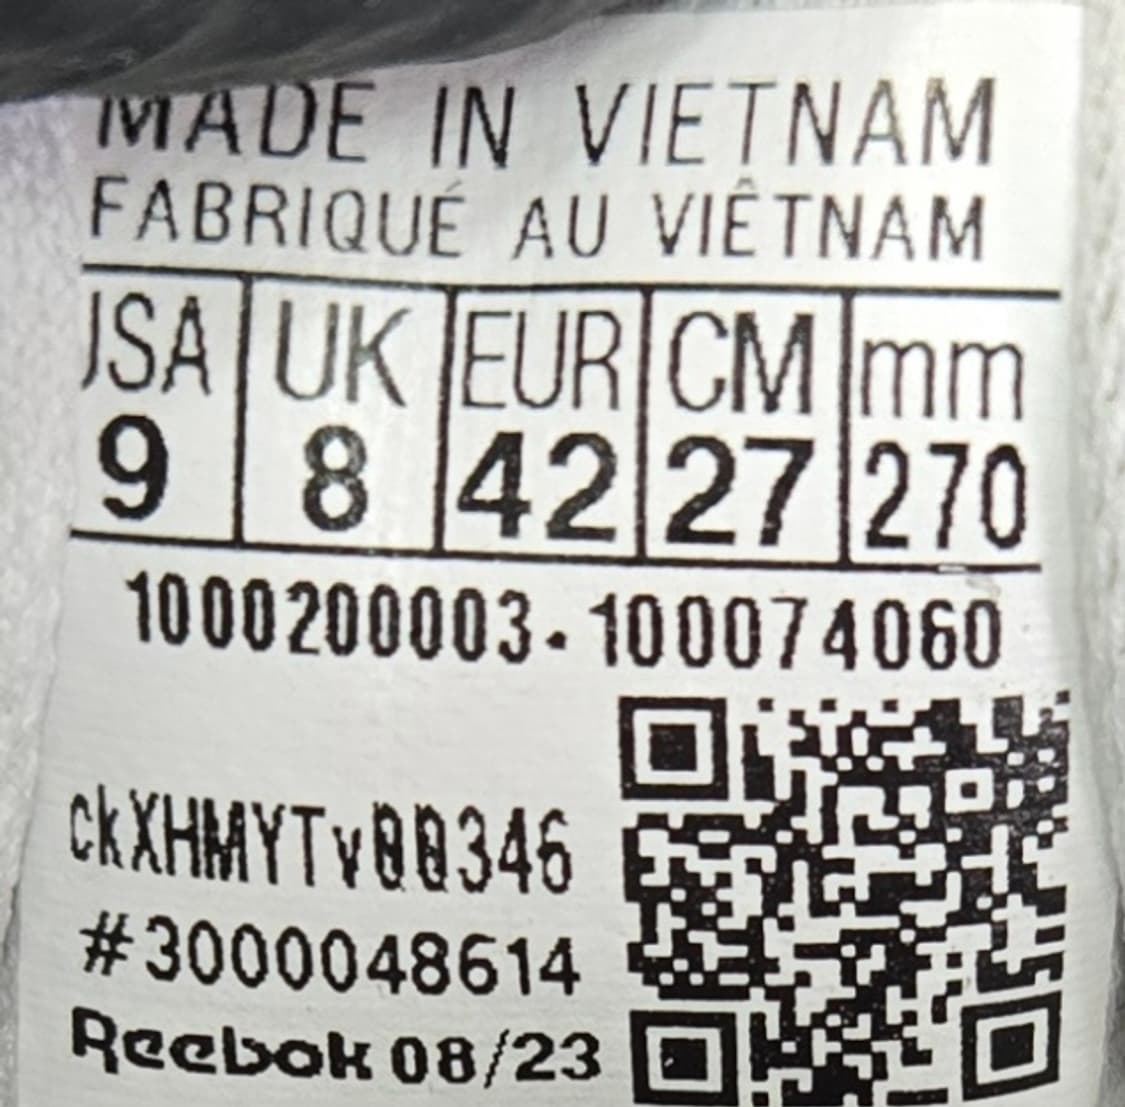 MADE IN VIETNAM
FABRIQUÉ AU VIÊTNAM
USA UK EUR CM mm
9 8 42 27 270
1000200003-100074060
ckXHMYTv00346
#3000048614
Reebok 08/23